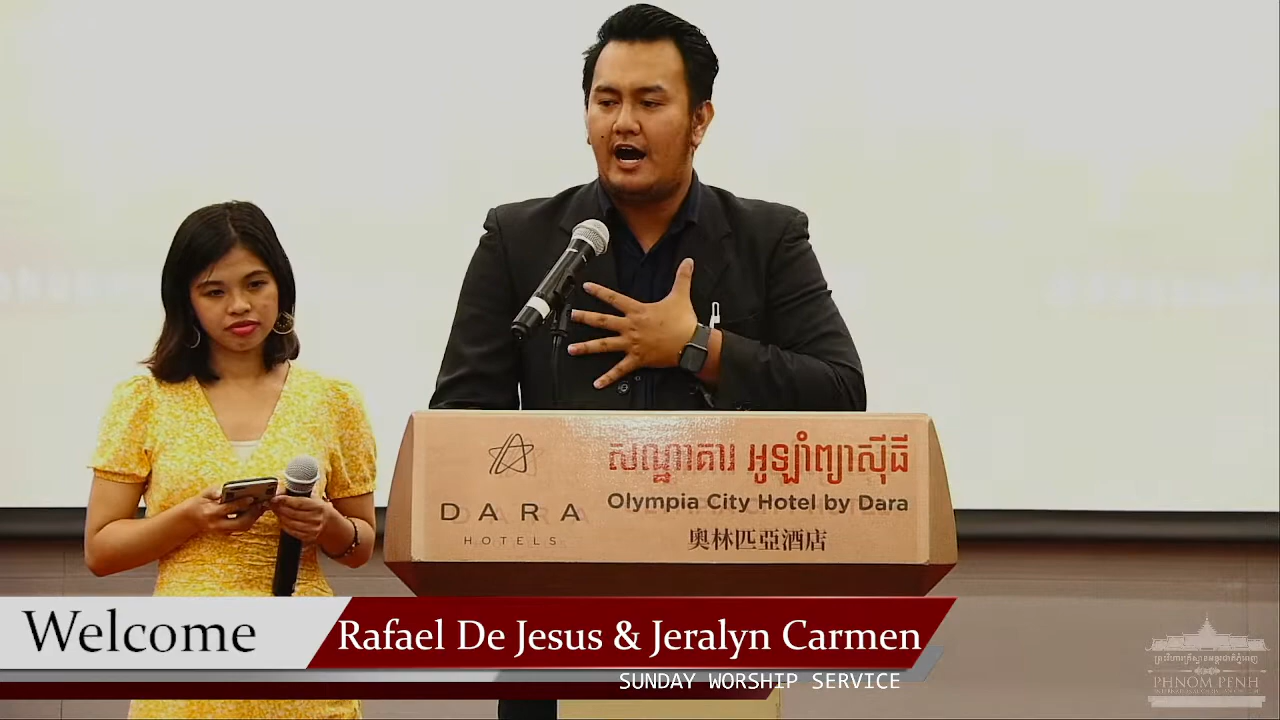 សណ្ឋាគារ អូឡាំព្យាស៊ីធី
Olympia City Hotel by Dara
奧林匹亞酒店
DARA
HOTELS
Welcome
Rafael De Jesus & Jeralyn Carmen
SUNDAY WORSHIP SERVICE
PHNOM PENH